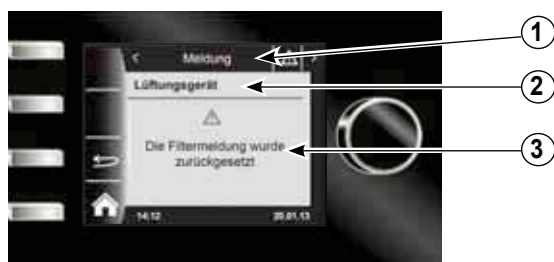 < Meldung >
1
Lüftungsgerät
2
Die Filtermeldung wurde
zurückgesetzt
3
14:12 20.01.13